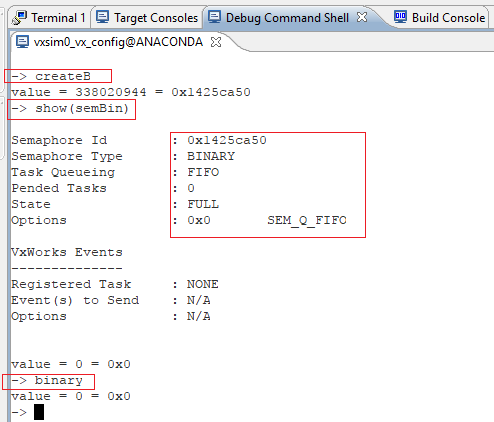 Terminal 1 Target Consoles Debug Command Shell Build Console
vxsim0_vx_config@ANACONDA
-> createB
value = 338020944 = 0x1425ca50
-> show(semBin)
Semaphore Id : 0x1425ca50
Semaphore Type : BINARY
Task Queueing : FIFO
Pended Tasks : 0
State : FULL
Options : 0x0 SEM_Q_FIFO
VxWorks Events
--------------
Registered Task : NONE
Event(s) to Send : N/A
Options : N/A
value = 0 = 0x0
-> binary
value = 0 = 0x0
->